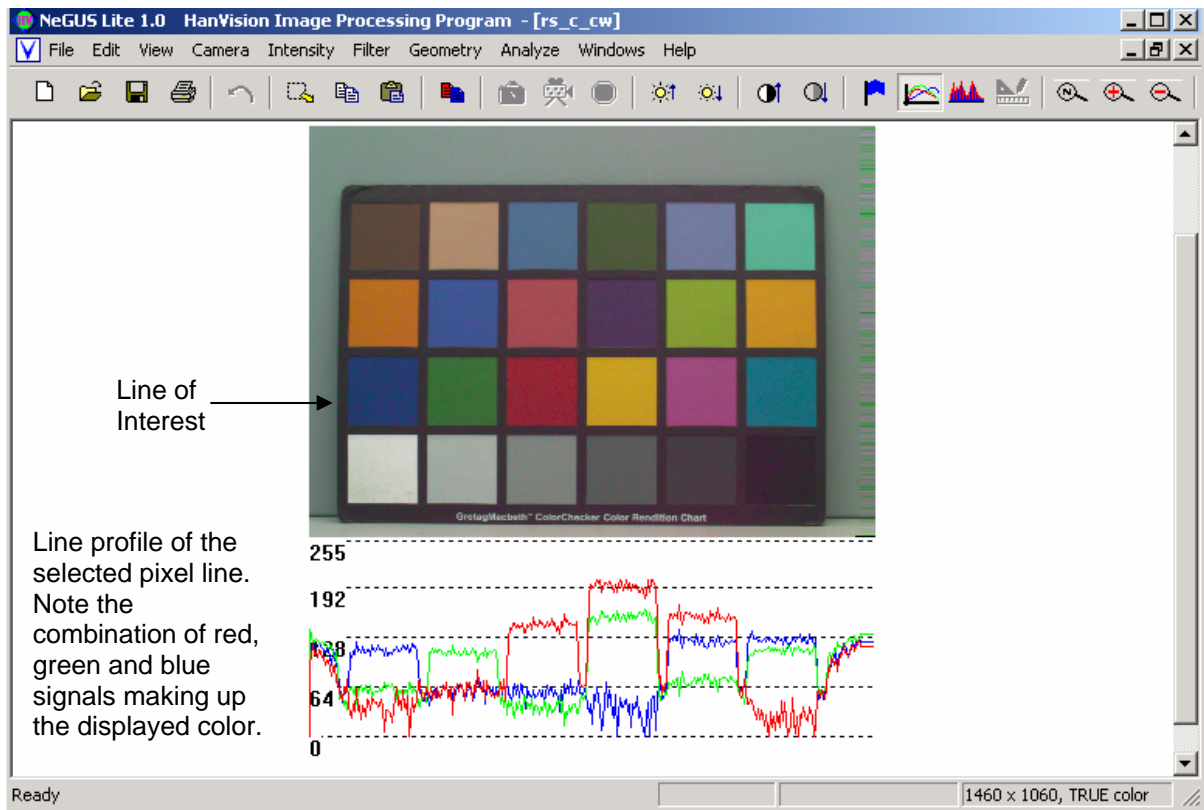 NeGUS Lite 1.0 HanVision Image Processing Program - [rs_c_cw]
File Edit View Camera Intensity Filter Geometry Analyze Windows Help
Line of
Interest
GretagMacbeth™ ColorChecker Color Rendition Chart
Line profile of the
selected pixel line.
Note the
combination of red,
green and blue
signals making up
the displayed color.
255
192
128
64
0
Ready
1460 x 1060, TRUE color